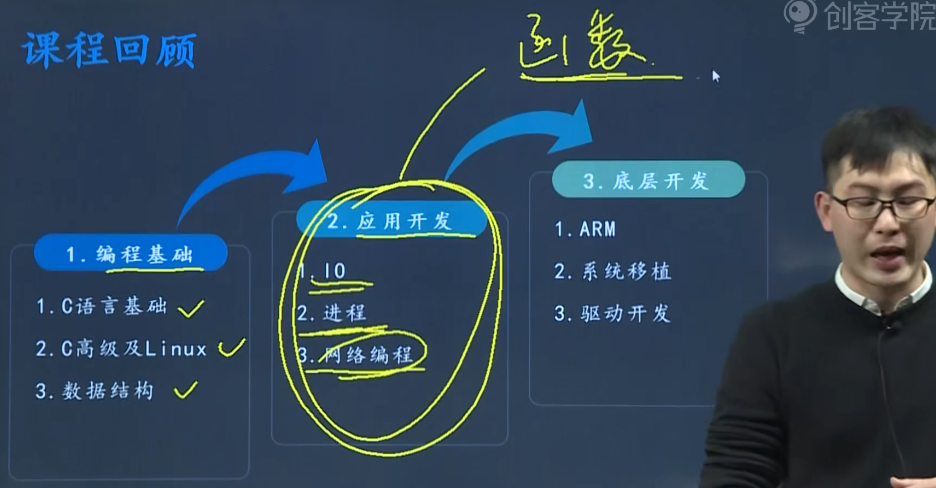 创客学院
课程回顾
函数
1.编程基础
1.C语言基础
2.C高级及Linux
3.数据结构
2.应用开发
1.IO
2.进程
3.网络编程
3.底层开发
1.ARM
2.系统移植
3.驱动开发